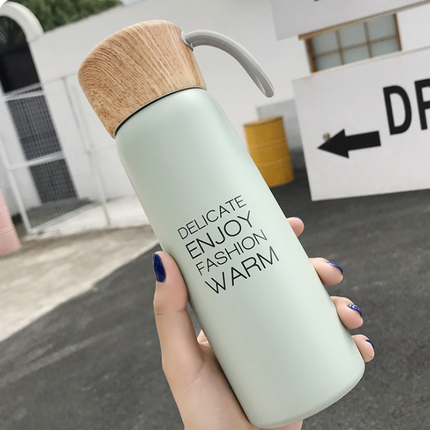 DELICATE
ENJOY
FASHION
WARM